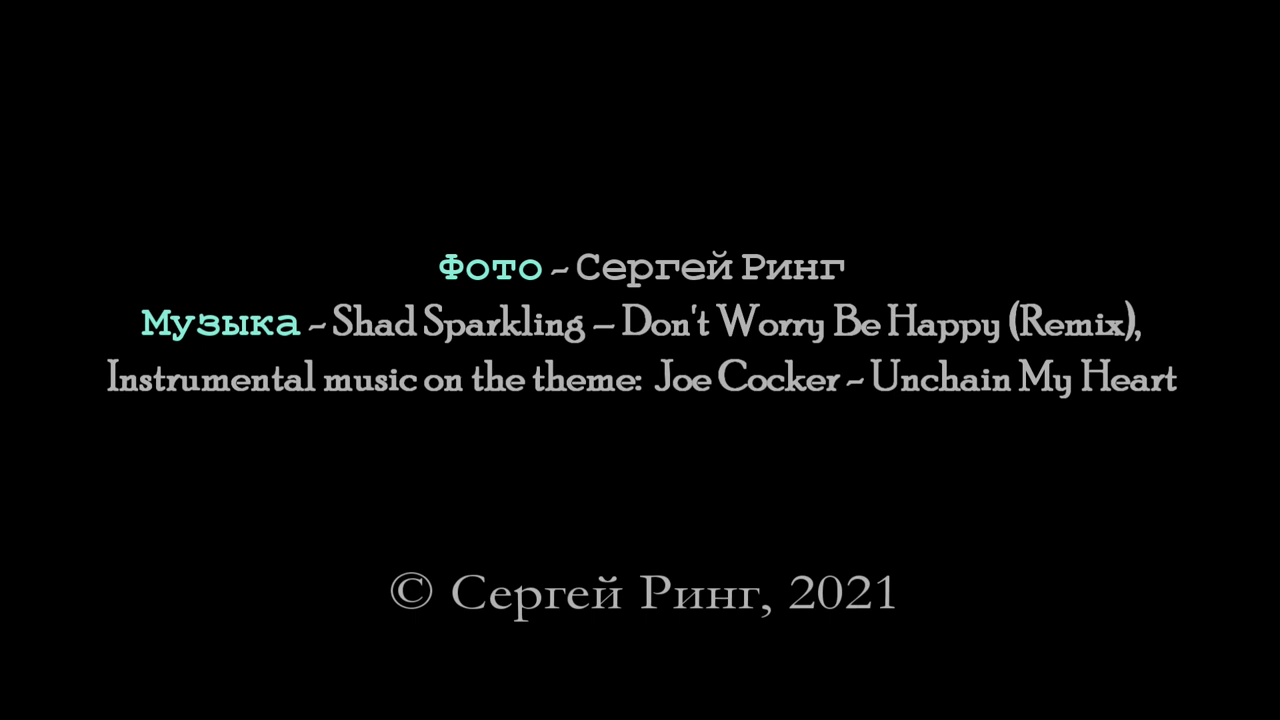 Фото - Сергей Ринг
Музыка - Shad Sparkling – Don't Worry Be Happy (Remix),
Instrumental music on the theme: Joe Cocker - Unchain My Heart
© Сергей Ринг, 2021